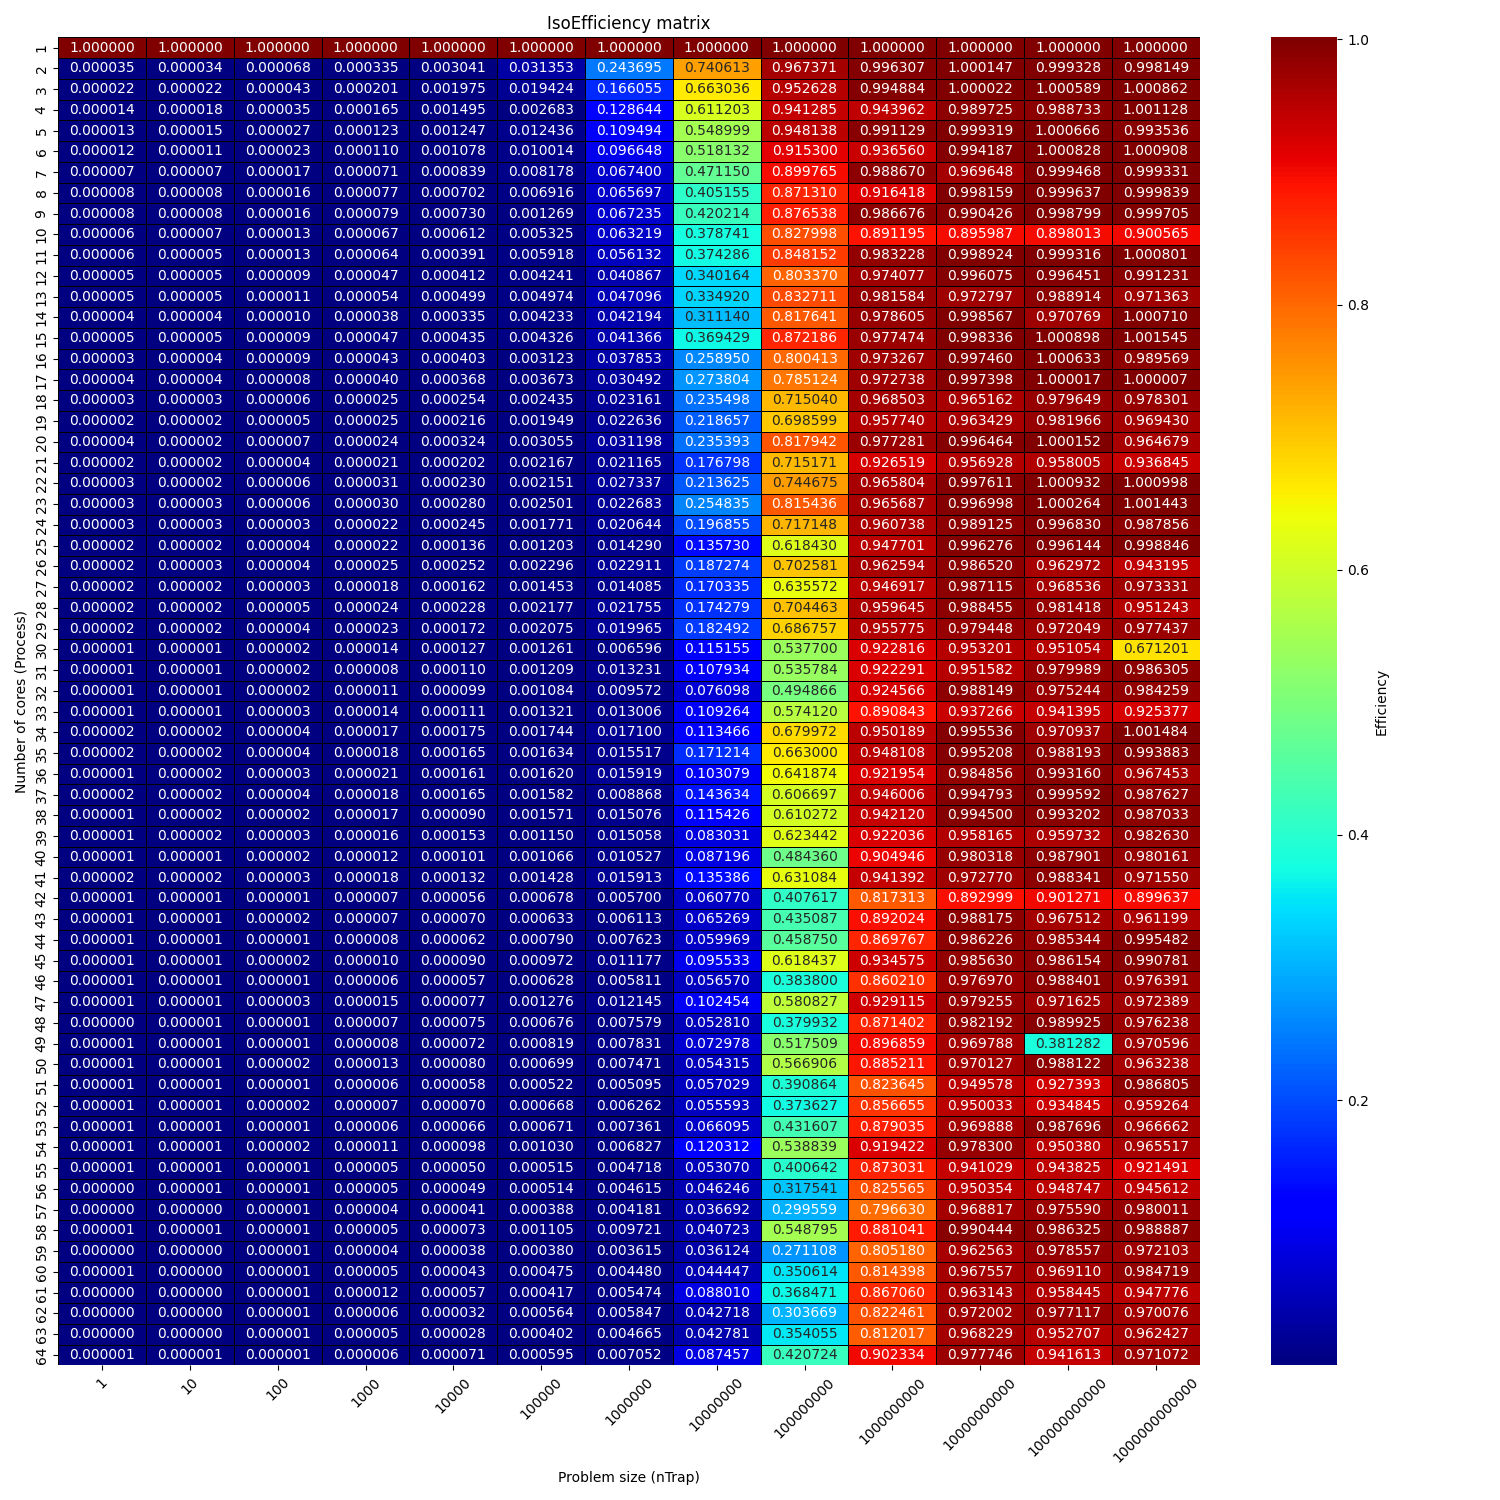 IsoEfficiency matrix
1 1.000000 1.000000 1.000000 1.000000 1.000000 1.000000 1.000000 1.000000 1.000000 1.000000 1.000000 1.000000 1.000000
2 0.000035 0.000034 0.000068 0.000335 0.003041 0.031353 0.243695 0.740613 0.967371 0.996307 1.000147 0.999328 0.998149
3 0.000022 0.000022 0.000043 0.000201 0.001975 0.019424 0.166055 0.663036 0.952628 0.994884 1.000022 1.000589 1.000862
4 0.000014 0.000018 0.000035 0.000165 0.001495 0.002683 0.128644 0.611203 0.941285 0.943962 0.989725 0.988733 1.001128
5 0.000013 0.000015 0.000027 0.000123 0.001247 0.012436 0.109494 0.548999 0.948138 0.991129 0.999319 1.000666 0.993536
6 0.000012 0.000011 0.000023 0.000110 0.001078 0.010014 0.096648 0.518132 0.915300 0.936560 0.994187 1.000828 1.000908
7 0.000007 0.000007 0.000017 0.000071 0.000839 0.008178 0.067400 0.471150 0.899765 0.988670 0.969648 0.999468 0.999331
8 0.000008 0.000008 0.000016 0.000077 0.000702 0.006916 0.065697 0.405155 0.871310 0.916418 0.998159 0.999637 0.999839
9 0.000008 0.000008 0.000016 0.000079 0.000730 0.001269 0.067235 0.420214 0.876538 0.986676 0.990426 0.998799 0.999705
10 0.000006 0.000007 0.000013 0.000067 0.000612 0.005325 0.063219 0.378741 0.827998 0.891195 0.895987 0.898013 0.900565
11 0.000006 0.000005 0.000013 0.000064 0.000391 0.005918 0.056132 0.374286 0.848152 0.983228 0.998924 0.999316 1.000801
12 0.000005 0.000005 0.000009 0.000047 0.000412 0.004241 0.040867 0.340164 0.803370 0.974077 0.996075 0.996451 0.991231
13 0.000005 0.000005 0.000011 0.000054 0.000499 0.004974 0.047096 0.334920 0.832711 0.981584 0.972797 0.988914 0.971363
14 0.000004 0.000004 0.000010 0.000038 0.000335 0.004233 0.042194 0.311140 0.817641 0.978605 0.998567 0.970769 1.000710
15 0.000005 0.000005 0.000009 0.000047 0.000435 0.004326 0.041366 0.369429 0.872186 0.977474 0.998336 1.000898 1.001545
16 0.000003 0.000004 0.000009 0.000043 0.000403 0.003123 0.037853 0.258950 0.800413 0.973267 0.997460 1.000633 0.989569
17 0.000004 0.000004 0.000008 0.000040 0.000368 0.003673 0.030492 0.273804 0.785124 0.972738 0.997398 1.000017 1.000007
18 0.000003 0.000003 0.000006 0.000025 0.000254 0.002435 0.023161 0.235498 0.715040 0.968503 0.965162 0.979649 0.978301
19 0.000002 0.000002 0.000005 0.000025 0.000216 0.001949 0.022636 0.218657 0.698599 0.957740 0.963429 0.981966 0.969430
20 0.000004 0.000002 0.000007 0.000024 0.000324 0.003055 0.031198 0.235393 0.817942 0.977281 0.996464 1.000152 0.964679
21 0.000002 0.000002 0.000004 0.000021 0.000202 0.002167 0.021165 0.176798 0.715171 0.926519 0.956928 0.958005 0.936845
22 0.000003 0.000002 0.000006 0.000031 0.000230 0.002151 0.027337 0.213625 0.744675 0.965804 0.997611 1.000932 1.000998
23 0.000003 0.000003 0.000006 0.000030 0.000280 0.002501 0.022683 0.254835 0.815436 0.965687 0.996998 1.000264 1.001443
24 0.000003 0.000003 0.000003 0.000022 0.000245 0.001771 0.020644 0.196855 0.717148 0.960738 0.989125 0.996830 0.987856
25 0.000002 0.000002 0.000004 0.000022 0.000136 0.001203 0.014290 0.135730 0.618430 0.947701 0.996276 0.996144 0.998846
26 0.000002 0.000003 0.000004 0.000025 0.000252 0.002296 0.022911 0.187274 0.702581 0.962594 0.986520 0.962972 0.943195
27 0.000002 0.000002 0.000003 0.000018 0.000162 0.001453 0.014085 0.170335 0.635572 0.946917 0.987115 0.968536 0.973331
28 0.000002 0.000002 0.000005 0.000024 0.000228 0.002177 0.021755 0.174279 0.704463 0.959645 0.988455 0.981418 0.951243
29 0.000002 0.000002 0.000004 0.000023 0.000172 0.002075 0.019965 0.182492 0.686757 0.955775 0.979448 0.972049 0.977437
30 0.000001 0.000001 0.000002 0.000014 0.000127 0.001261 0.006596 0.115155 0.537700 0.922816 0.953201 0.951054 0.671201
31 0.000001 0.000001 0.000002 0.000008 0.000110 0.001209 0.013231 0.107934 0.535784 0.922291 0.951582 0.979989 0.986305
32 0.000001 0.000001 0.000002 0.000011 0.000099 0.001084 0.009572 0.076098 0.494866 0.924566 0.988149 0.975244 0.984259
33 0.000001 0.000001 0.000003 0.000014 0.000111 0.001321 0.013006 0.109264 0.574120 0.890843 0.937266 0.941395 0.925377
34 0.000002 0.000002 0.000004 0.000017 0.000175 0.001744 0.017100 0.113466 0.679972 0.950189 0.995536 0.970937 1.001484
35 0.000002 0.000002 0.000004 0.000018 0.000165 0.001634 0.015517 0.171214 0.663000 0.948108 0.995208 0.988193 0.993883
36 0.000001 0.000002 0.000003 0.000021 0.000161 0.001620 0.015919 0.103079 0.641874 0.921954 0.984856 0.993160 0.967453
37 0.000002 0.000002 0.000004 0.000018 0.000165 0.001582 0.008868 0.143634 0.606697 0.946006 0.994793 0.999592 0.987627
38 0.000001 0.000002 0.000002 0.000017 0.000090 0.001571 0.015076 0.115426 0.610272 0.942120 0.994500 0.993202 0.987033
39 0.000001 0.000002 0.000003 0.000016 0.000153 0.001150 0.015058 0.083031 0.623442 0.922036 0.958165 0.959732 0.982630
40 0.000001 0.000001 0.000002 0.000012 0.000101 0.001066 0.010527 0.087196 0.484360 0.904946 0.980318 0.987901 0.980161
41 0.000002 0.000002 0.000003 0.000018 0.000132 0.001428 0.015913 0.135386 0.631084 0.941392 0.972770 0.988341 0.971550
42 0.000001 0.000001 0.000002 0.000007 0.000056 0.000678 0.005700 0.060770 0.407617 0.817313 0.892999 0.901271 0.899637
43 0.000001 0.000001 0.000002 0.000007 0.000070 0.000633 0.006113 0.065269 0.435087 0.892024 0.988175 0.967512 0.961199
44 0.000001 0.000001 0.000001 0.000008 0.000062 0.000790 0.007623 0.059969 0.458750 0.869767 0.986226 0.985344 0.995482
45 0.000001 0.000001 0.000002 0.000010 0.000090 0.000972 0.011177 0.095533 0.618437 0.934575 0.985630 0.986154 0.990781
46 0.000001 0.000001 0.000001 0.000006 0.000057 0.000628 0.005811 0.056570 0.383800 0.860210 0.976970 0.988401 0.976391
47 0.000001 0.000001 0.000003 0.000015 0.000077 0.001276 0.012145 0.102454 0.580827 0.929115 0.979255 0.971625 0.972389
48 0.000000 0.000001 0.000001 0.000007 0.000075 0.000676 0.007579 0.052810 0.379932 0.871402 0.982192 0.989925 0.976238
49 0.000001 0.000001 0.000001 0.000008 0.000072 0.000819 0.007831 0.072978 0.517509 0.896859 0.969788 0.381282 0.970596
50 0.000001 0.000001 0.000002 0.000013 0.000080 0.000699 0.007471 0.054315 0.566906 0.885211 0.970127 0.988122 0.963238
51 0.000001 0.000001 0.000001 0.000006 0.000058 0.000522 0.005095 0.057029 0.390864 0.823645 0.949578 0.927393 0.986805
52 0.000001 0.000001 0.000002 0.000007 0.000070 0.000668 0.006262 0.055593 0.373627 0.856655 0.950033 0.934845 0.959264
53 0.000001 0.000001 0.000001 0.000006 0.000066 0.000671 0.007361 0.066095 0.431607 0.879035 0.969888 0.987696 0.966662
54 0.000001 0.000001 0.000002 0.000011 0.000098 0.001030 0.006827 0.120312 0.538839 0.919422 0.978300 0.950380 0.965517
55 0.000001 0.000001 0.000001 0.000005 0.000050 0.000515 0.004718 0.053070 0.400642 0.873031 0.941029 0.943825 0.921491
56 0.000000 0.000001 0.000001 0.000005 0.000049 0.000514 0.004615 0.046246 0.317541 0.825565 0.950354 0.948747 0.945612
57 0.000000 0.000000 0.000001 0.000004 0.000041 0.000388 0.004181 0.036692 0.299559 0.796630 0.968817 0.975590 0.980011
58 0.000001 0.000001 0.000001 0.000005 0.000073 0.001105 0.009721 0.040723 0.548795 0.881041 0.990444 0.986325 0.988887
59 0.000000 0.000000 0.000001 0.000004 0.000038 0.000380 0.003615 0.036124 0.271108 0.805180 0.962563 0.978557 0.972103
60 0.000001 0.000000 0.000001 0.000005 0.000043 0.000475 0.004480 0.044447 0.350614 0.814398 0.967557 0.969110 0.984719
61 0.000000 0.000000 0.000001 0.000012 0.000057 0.000417 0.005474 0.088010 0.368471 0.867060 0.963143 0.958445 0.947776
62 0.000000 0.000000 0.000001 0.000006 0.000032 0.000564 0.005847 0.042718 0.303669 0.822461 0.972002 0.977117 0.970076
63 0.000000 0.000000 0.000001 0.000005 0.000028 0.000402 0.004665 0.042781 0.354055 0.812017 0.968229 0.952707 0.962427
64 0.000001 0.000001 0.000001 0.000006 0.000071 0.000595 0.007052 0.087457 0.420724 0.902334 0.977746 0.941613 0.971072
1 10 100 1000 10000 100000 1000000 10000000 100000000 1000000000 10000000000 100000000000 1000000000000
Problem size (nTrap)
Number of cores (Process)
1.0
0.8
0.6
0.4
0.2
Efficiency